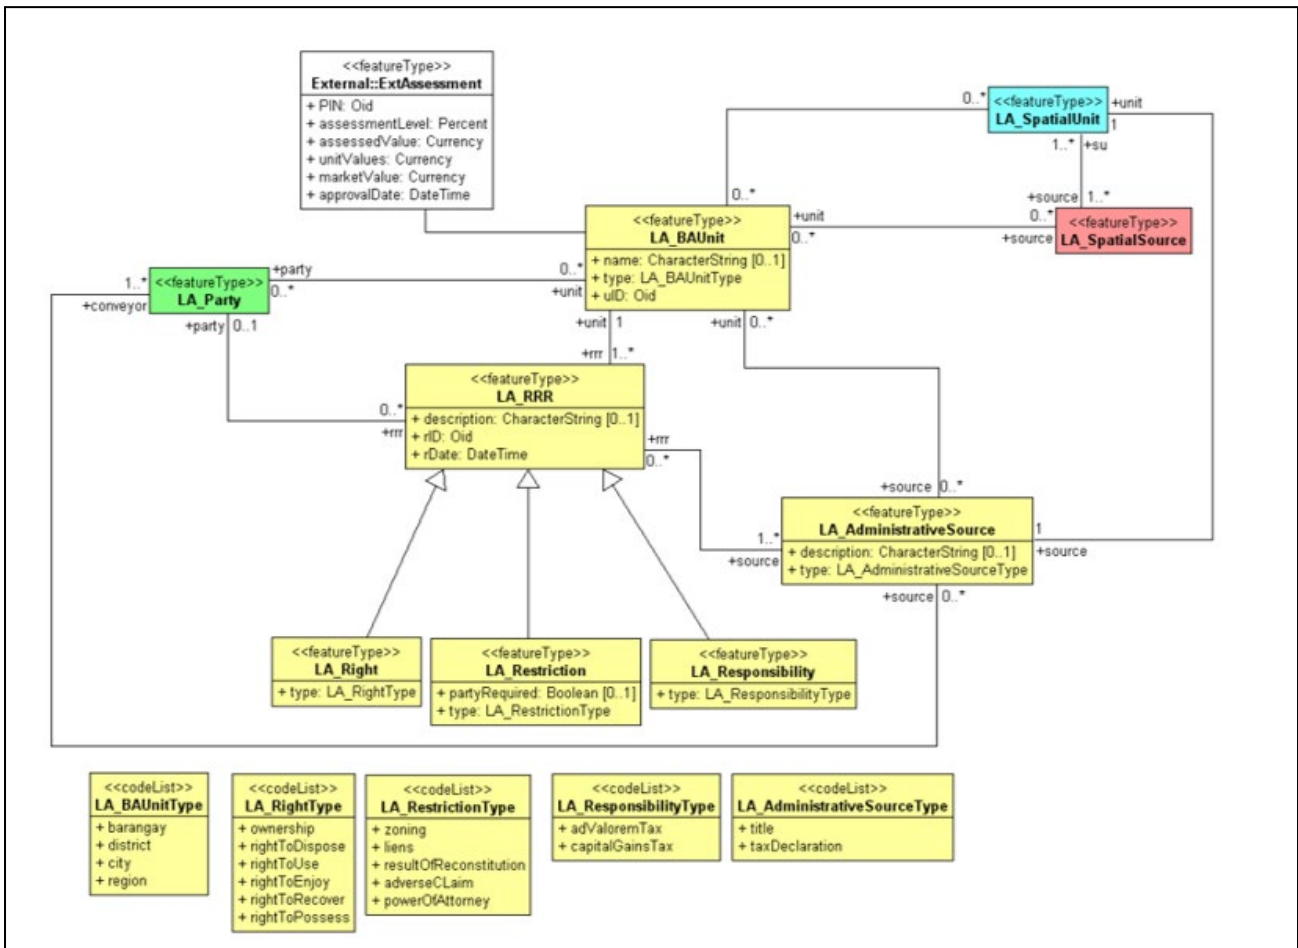 <<featureType>>
External::ExtAssessment
+ PIN: Oid
+ assessmentLevel: Percent
+ assessedValue: Currency
+ unitValues: Currency
+ marketValue: Currency
+ approvalDate: DateTime
0..*
<<featureType>>
LA_SpatialUnit
+unit
1
1..*
+su
+source
1..*
<<featureType>>
LA_SpatialSource
0..*
+source
0..*
<<featureType>>
LA_BAUnit
+ name: CharacterString [0..1]
+ type: LA_BAUnitType
+ uID: Oid
+unit
0..*
1..*
+conveyor
<<featureType>>
LA_Party
+party
0..*
0..*
+unit
+party
0..1
+unit
1
+unit
0..*
+rrr
1..*
<<featureType>>
LA_RRR
+ description: CharacterString [0..1]
+ rID: Oid
+ rDate: DateTime
0..*
+rrr
+rrr
0..*
+source
0..*
<<featureType>>
LA_AdministrativeSource
+ description: CharacterString [0..1]
+ type: LA_AdministrativeSourceType
1..*
+source
1
+source
+source
0..*
<<featureType>>
LA_Right
+ type: LA_RightType
<<featureType>>
LA_Restriction
+ partyRequired: Boolean [0..1]
+ type: LA_RestrictionType
<<featureType>>
LA_Responsibility
+ type: LA_ResponsibilityType
<<codeList>>
LA_BAUnitType
+ barangay
+ district
+ city
+ region
<<codeList>>
LA_RightType
+ ownership
+ rightToDispose
+ rightToUse
+ rightToEnjoy
+ rightToRecover
+ rightToPossess
<<codeList>>
LA_RestrictionType
+ zoning
+ liens
+ resultOfReconstitution
+ adverseCLaim
+ powerOfAttorney
<<codeList>>
LA_ResponsibilityType
+ adValoremTax
+ capitalGainsTax
<<codeList>>
LA_AdministrativeSourceType
+ title
+ taxDeclaration